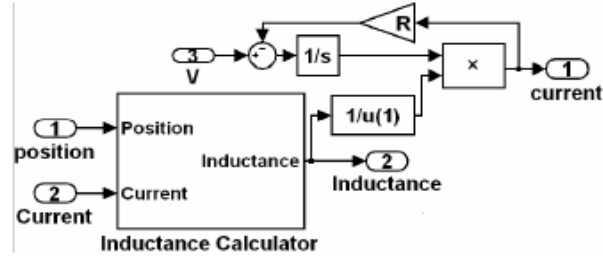 R
3
V
+
-
1/s
×
1
current
1
position
Position
Inductance
1/u(1)
2
Inductance
2
Current
Current
Inductance Calculator